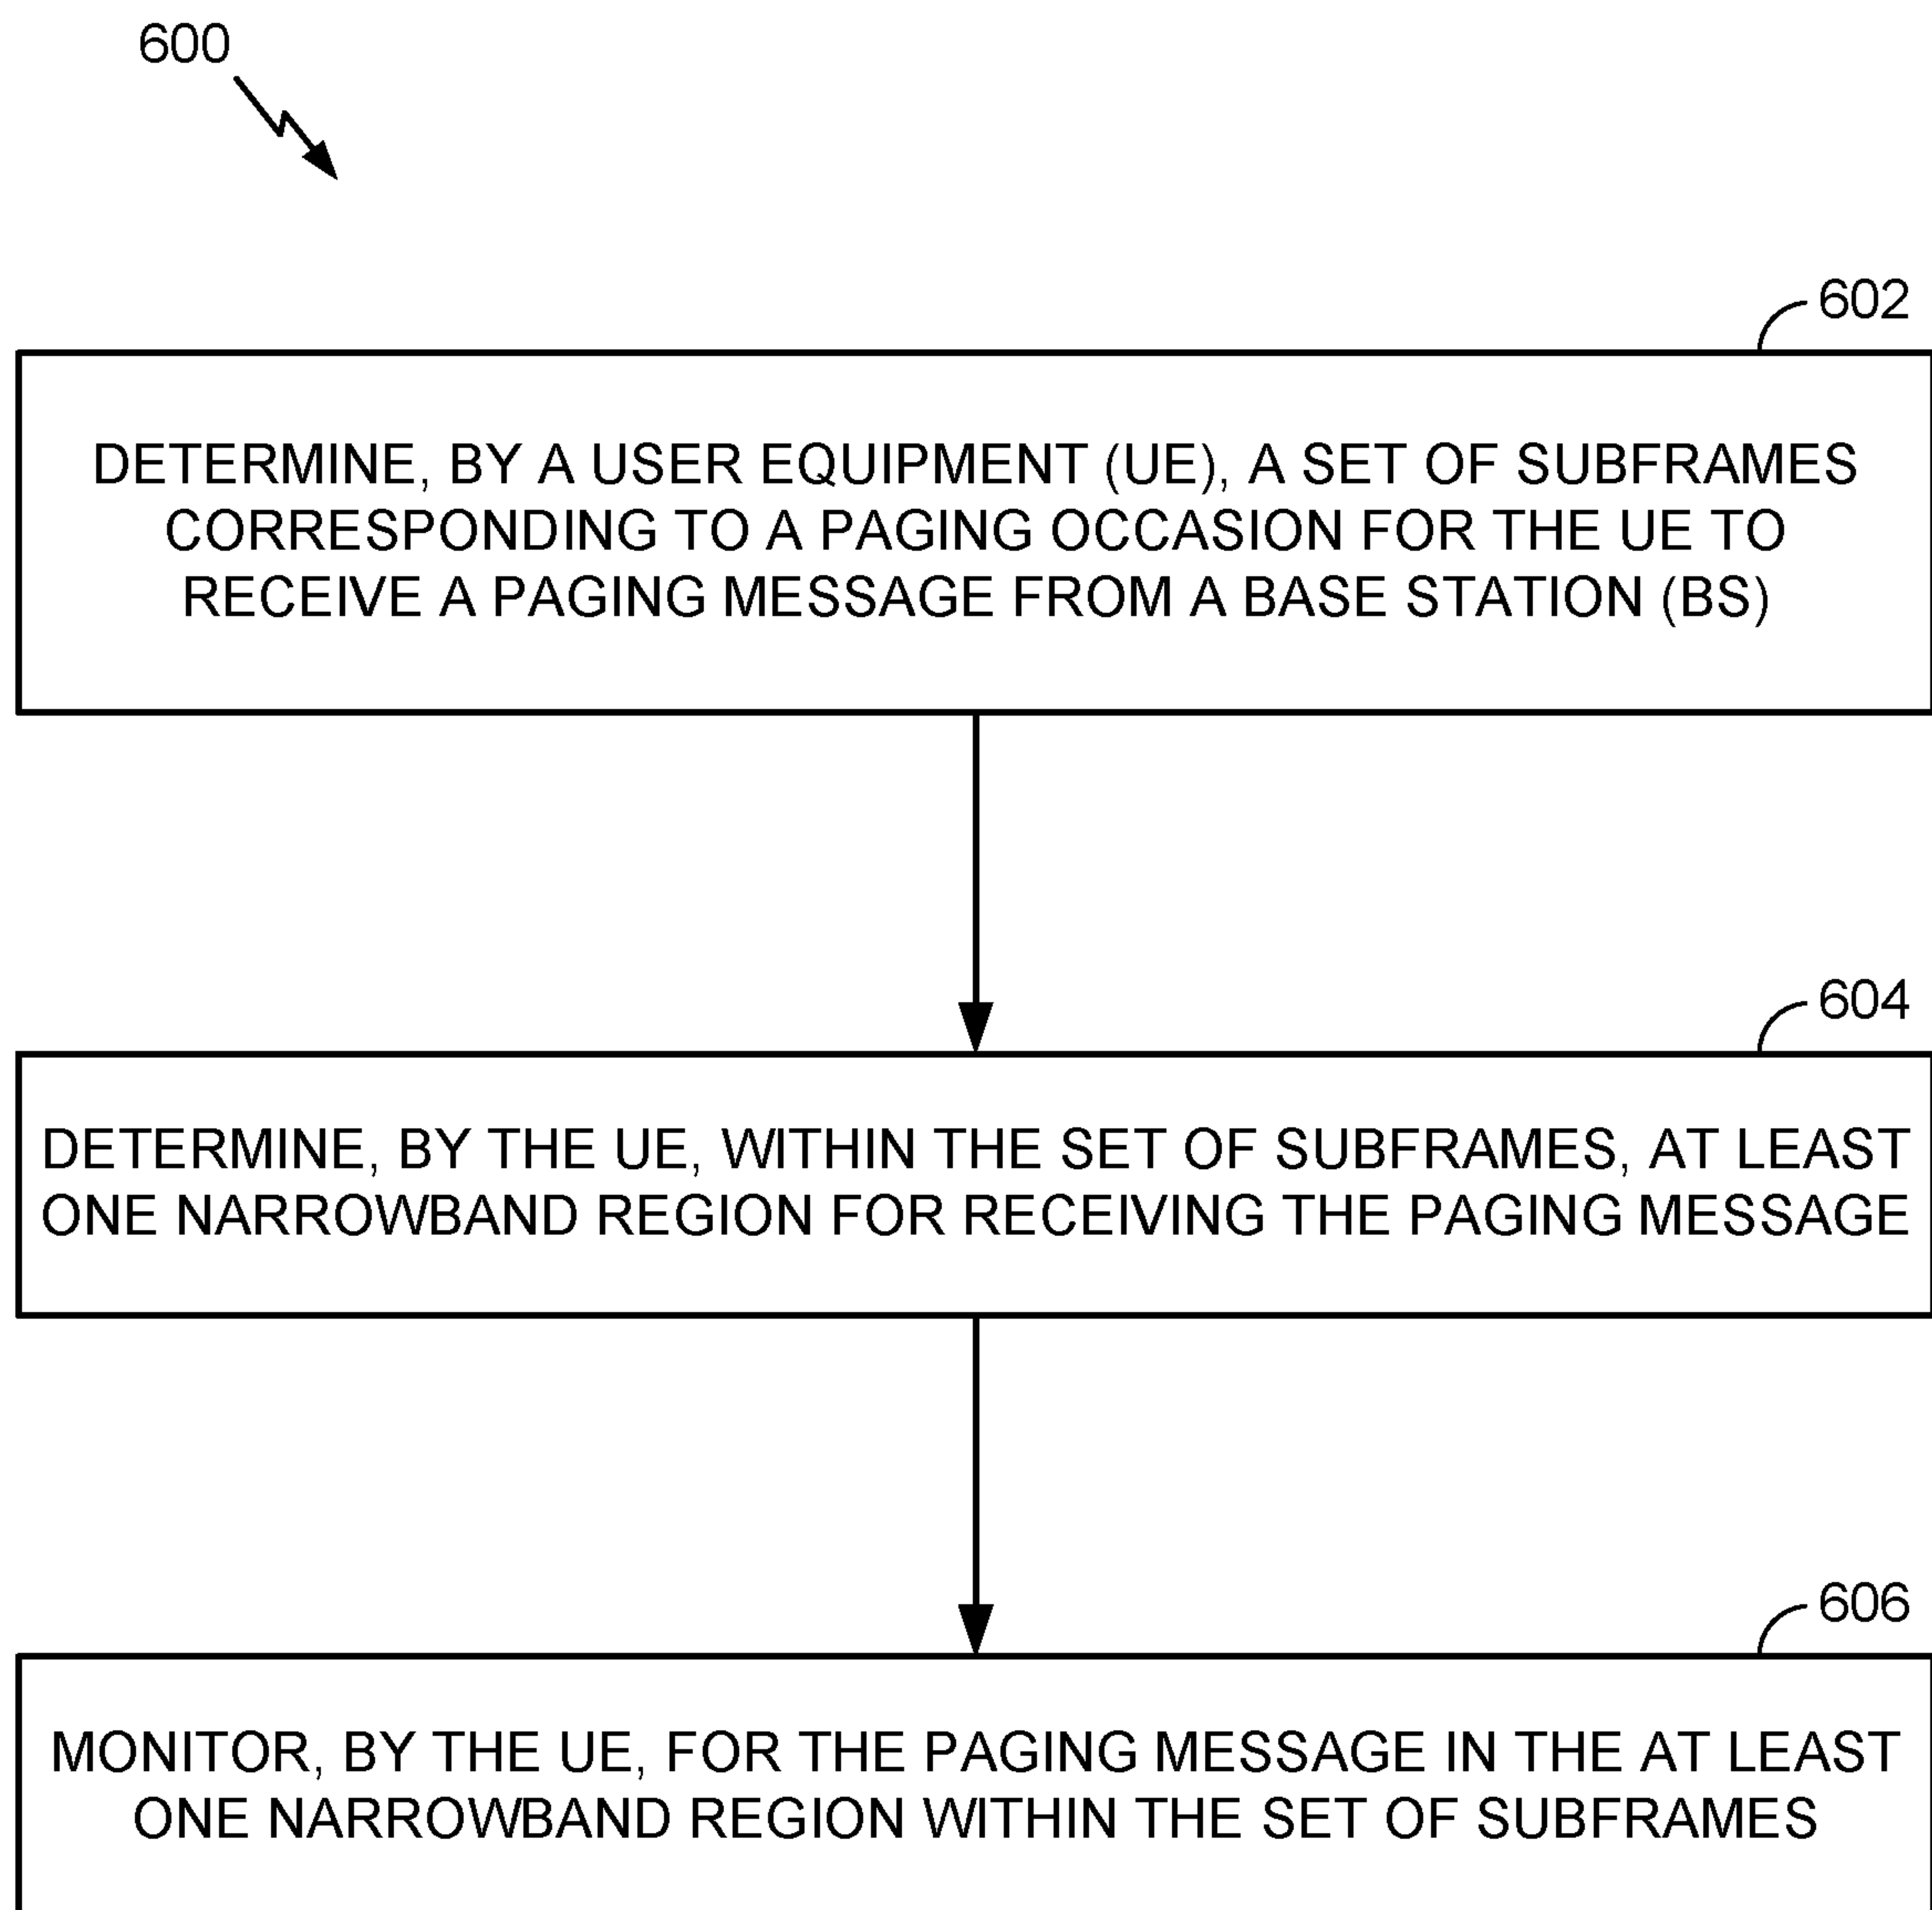 600
602
DETERMINE, BY A USER EQUIPMENT (UE), A SET OF SUBFRAMES
CORRESPONDING TO A PAGING OCCASION FOR THE UE TO
RECEIVE A PAGING MESSAGE FROM A BASE STATION (BS)
604
DETERMINE, BY THE UE, WITHIN THE SET OF SUBFRAMES, AT LEAST
ONE NARROWBAND REGION FOR RECEIVING THE PAGING MESSAGE
606
MONITOR, BY THE UE, FOR THE PAGING MESSAGE IN THE AT LEAST
ONE NARROWBAND REGION WITHIN THE SET OF SUBFRAMES